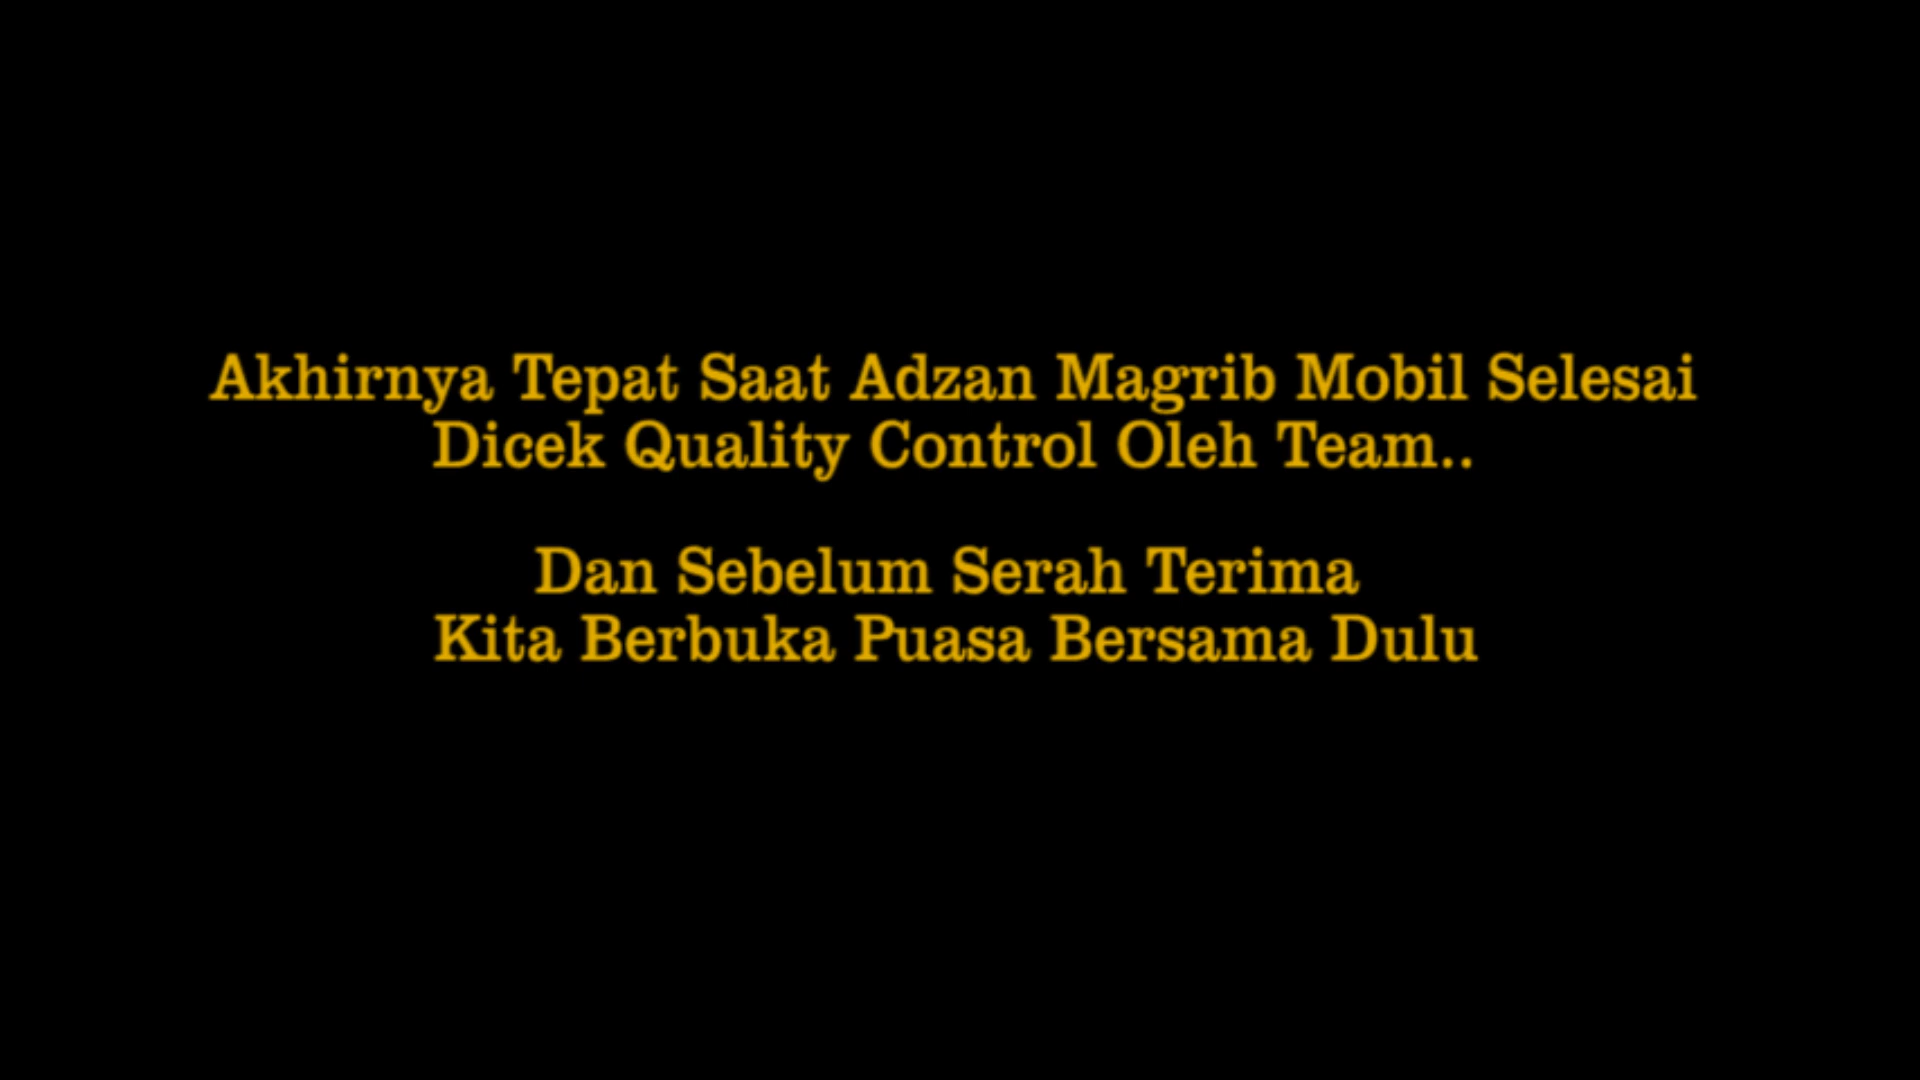 Akhirnya Tepat Saat Adzan Magrib Mobil Selesai
Dicek Quality Control Oleh Team..
Dan Sebelum Serah Terima
Kita Berbuka Puasa Bersama Dulu